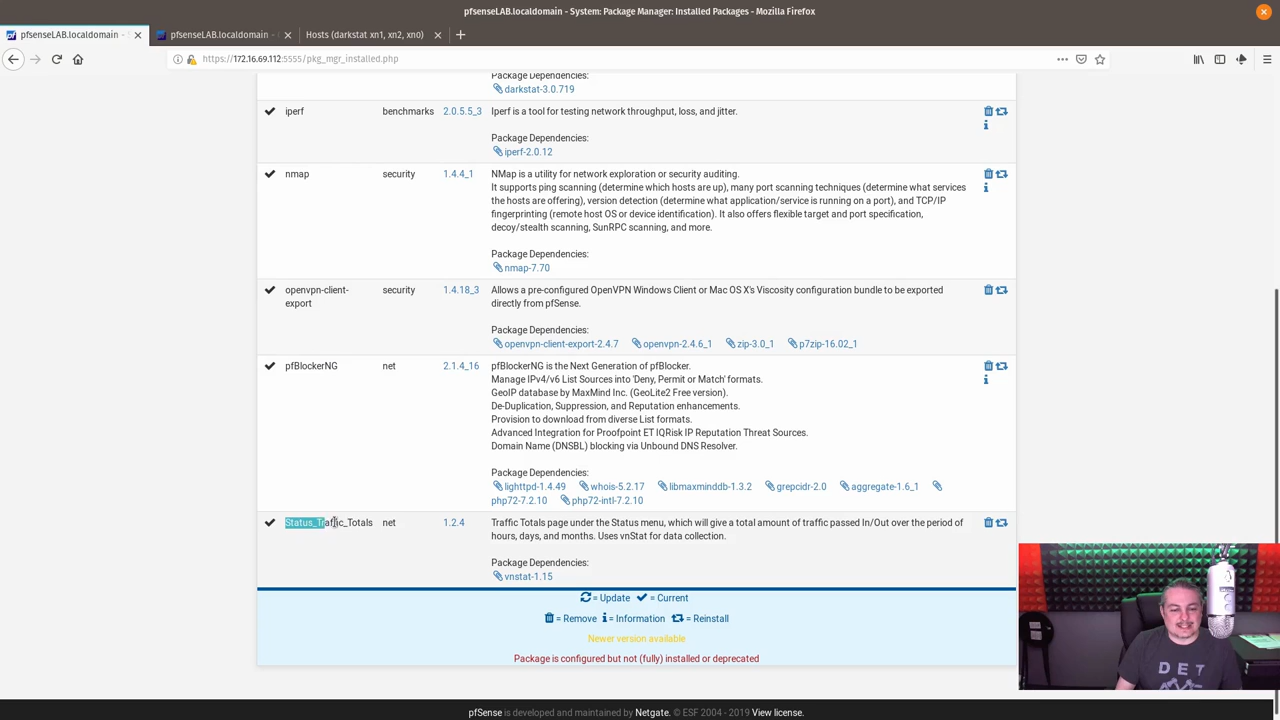 pfsenseLAB.localdomain - System: Package Manager: Installed Packages - Mozilla Firefox
pfsenseLAB.localdomain -
pfsenseLAB.localdomain -
Hosts (darkstat xn1, xn2, xn0)
https://172.16.69.112:5555/pkg_mgr_installed.php
Package Dependencies:
darkstat-3.0.719
iperf
benchmarks
2.0.5.5_3
Iperf is a tool for testing network throughput, loss, and jitter.
Package Dependencies:
iperf-2.0.12
nmap
security
1.4.4_1
NMap is a utility for network exploration or security auditing.
It supports ping scanning (determine which hosts are up), many port scanning techniques (determine what services
the hosts are offering), version detection (determine what application/service is running on a port), and TCP/IP
fingerprinting (remote host OS or device identification). It also offers flexible target and port specification,
decoy/stealth scanning, SunRPC scanning, and more.
Package Dependencies:
nmap-7.70
openvpn-client-
export
security
1.4.18_3
Allows a pre-configured OpenVPN Windows Client or Mac OS X's Viscosity configuration bundle to be exported
directly from pfSense.
Package Dependencies:
openvpn-client-export-2.4.7 openvpn-2.4.6_1 zip-3.0_1 p7zip-16.02_1
pfBlockerNG
net
2.1.4_16
pfBlockerNG is the Next Generation of pfBlocker.
Manage IPv4/v6 List Sources into 'Deny, Permit or Match' formats.
GeoIP database by MaxMind Inc. (GeoLite2 Free version).
De-Duplication, Suppression, and Reputation enhancements.
Provision to download from diverse List formats.
Advanced Integration for Proofpoint ET IQRisk IP Reputation Threat Sources.
Domain Name (DNSBL) blocking via Unbound DNS Resolver.
Package Dependencies:
lighttpd-1.4.49 whois-5.2.17 libmaxminddb-1.3.2 grepcidr-2.0 aggregate-1.6_1
php72-7.2.10 php72-intl-7.2.10
Status_Traffic_Totals
net
1.2.4
Traffic Totals page under the Status menu, which will give a total amount of traffic passed In/Out over the period of
hours, days, and months. Uses vnStat for data collection.
Package Dependencies:
vnstat-1.15
= Update = Current
= Remove = Information = Reinstall
Newer version available
Package is configured but not (fully) installed or deprecated
DET
pfSense is developed and maintained by Netgate. © ESF 2004 - 2019 View license.